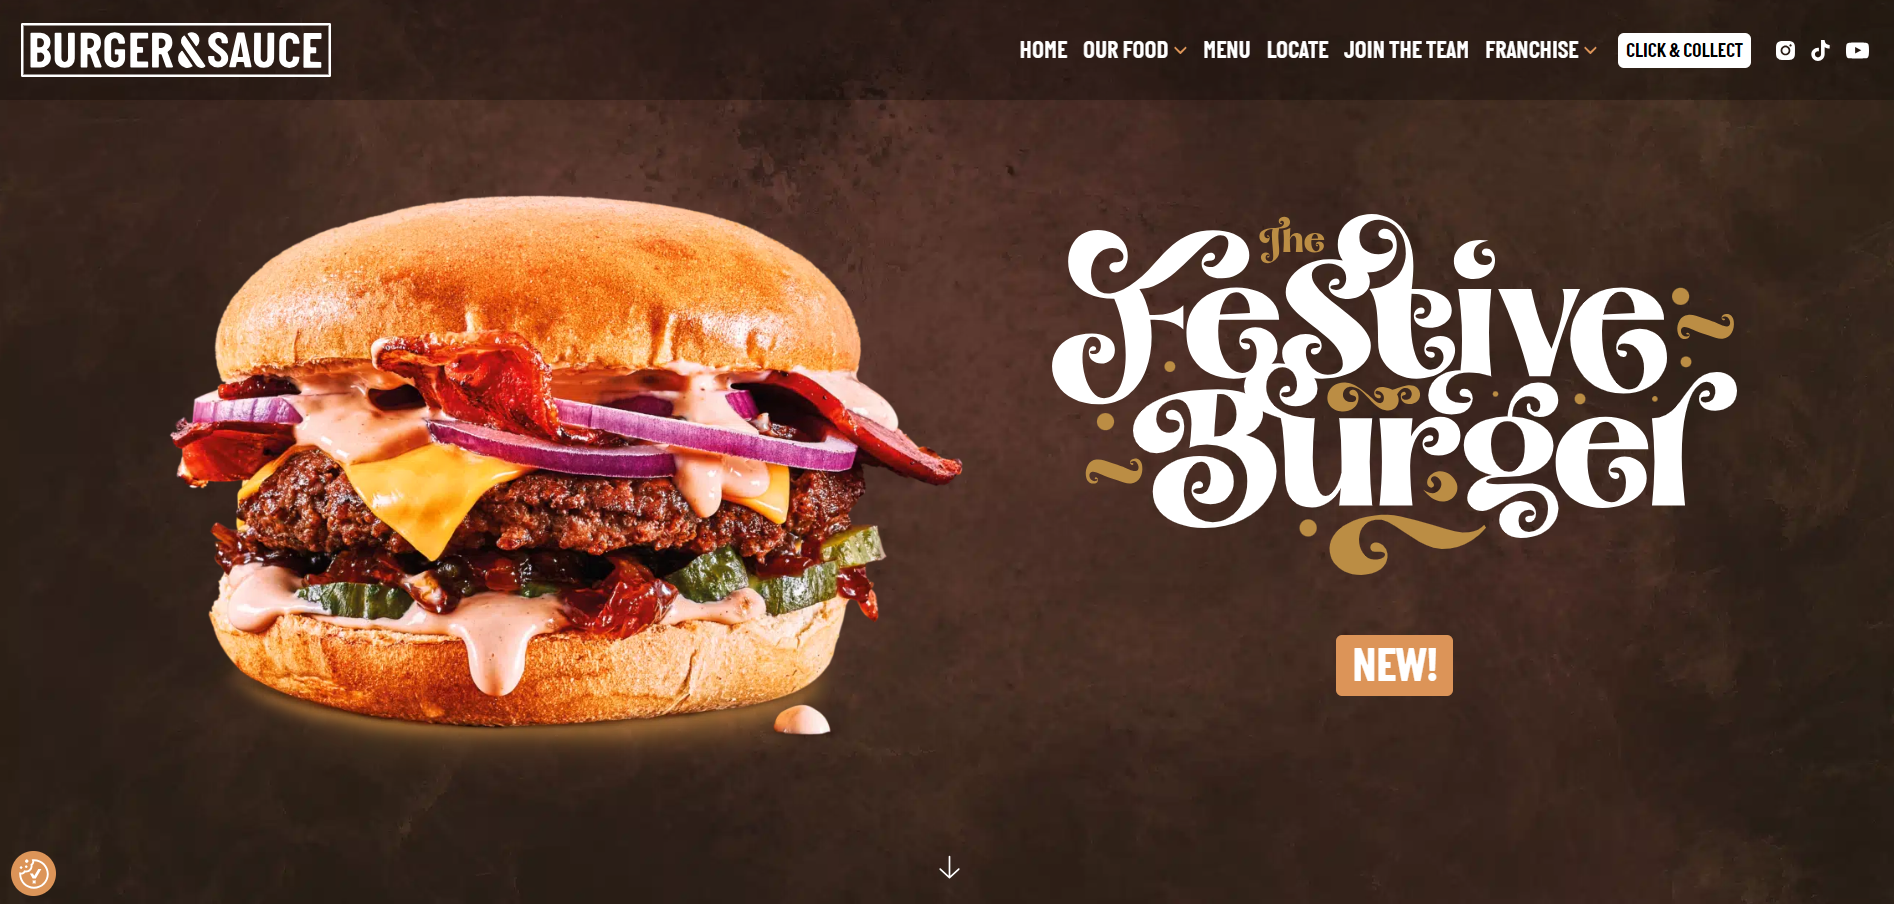 BURGER&SAUCE
HOME OUR FOOD MENU LOCATE JOIN THE TEAM FRANCHISE CLICK & COLLECT
The
Festive
Burger
NEW!